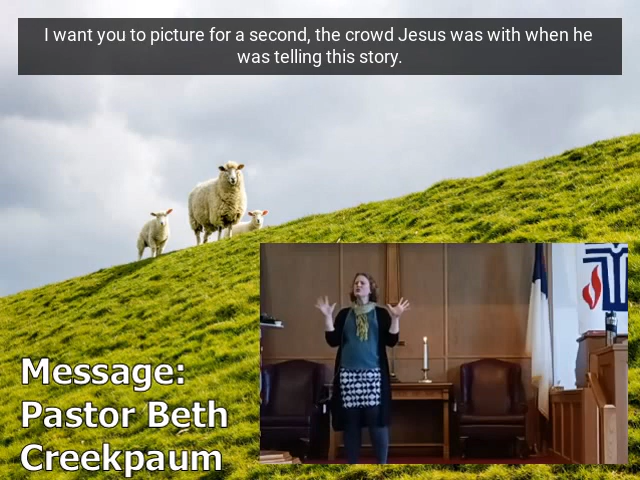 I want you to picture for a second, the crowd Jesus was with when he
was telling this story.
Message:
Pastor Beth
Creekpaum